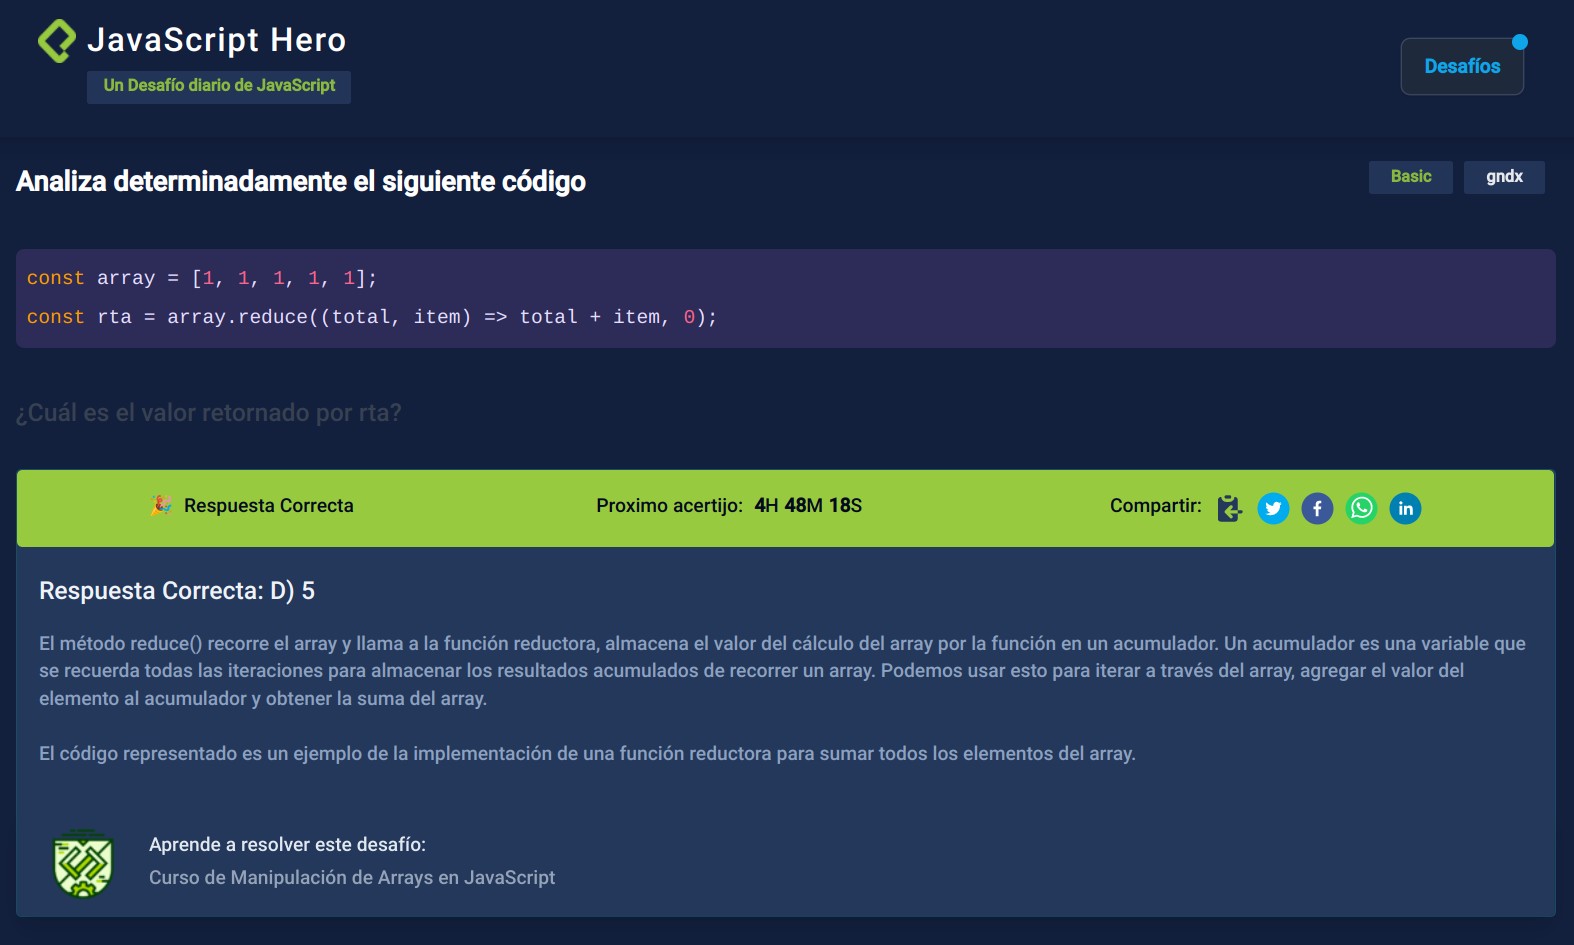 JavaScript Hero
Un Desafío diario de JavaScript
Desafíos
Analiza determinadamente el siguiente código
Basic
gndx
const array = [1, 1, 1, 1, 1];
const rta = array.reduce((total, item) => total + item, 0);
¿Cuál es el valor retornado por rta?
Respuesta Correcta
Proximo acertijo: 4H 48M 18S
Compartir:
Respuesta Correcta: D) 5
El método reduce() recorre el array y llama a la función reductora, almacena el valor del cálculo del array por la función en un acumulador. Un acumulador es una variable que
se recuerda todas las iteraciones para almacenar los resultados acumulados de recorrer un array. Podemos usar esto para iterar a través del array, agregar el valor del
elemento al acumulador y obtener la suma del array.
El código representado es un ejemplo de la implementación de una función reductora para sumar todos los elementos del array.
Aprende a resolver este desafío:
Curso de Manipulación de Arrays en JavaScript